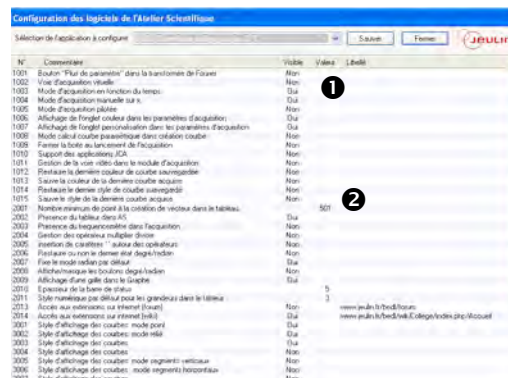 Configuration des logiciels de l'Atelier Scientifique
Sélection de l'application à configurer Sauver Fermer JEULIN
N° Commentaire Visible Valeur Libellé
1001 Bouton "Plus de paramètre" dans la transformée de Fourier Non
1002 Voie d'acquisition virtuelle Non
1003 Mode d'acquisition en fonction du temps Oui
1004 Mode d'acquisition manuelle sur x. Oui
1005 Mode d'acquisition pilotée Non
1006 Affichage de l'onglet couleur dans les paramètres d'acquisition Oui
1007 Affichage de l'onglet personnalisation dans les paramètres d'acquisition Oui
1008 Mode calcul courbe paramétrique dans création courbe Non
1009 Fermer la boite au lancement de l'acquisition Non
1010 Support des applications JCA Non
1011 Gestion de la voie vidéo dans le module d'acquisition Non
1012 Restaure la dernière couleur de courbe sauvegardée Non
1013 Sauve la couleur de la dernière courbe acquise Non
1014 Restaure le dernier style de courbe sauvegardé Non
1015 Sauve le style de la dernière courbe acquise Non
2001 Nombre minimum de point à la création de vecteur dans le tableau. 501
2002 Présence du tableur dans AS Oui
2003 Présence du fréquencemètre dans l'acquisition Non
2004 Gestion des opérateurs multiplier diviser Non
2005 insertion de caratères '' autour des opérateurs Non
2006 Restaure ou non le dernier état degré/radian Non
2007 Fixe le mode radian par défaut Oui
2008 Affiche/masque les boutons degré/radian Non
2009 Affichage d'une grille dans le Graphe Oui
2010 Epaisseur de la barre de status 5
2011 Style numérique par défaut pour les grandeurs dans le tableur 3
2013 Accès aux extensions sur internet (forum) Non www.jeulin.fr/bedi/forum
2014 Accès aux extensions sur internet (wiki) Oui www.jeulin.fr/bedi/wiki/College/index.php/Accueil
3001 Style d'affichage des courbes: mode point Oui
3002 Style d'affichage des courbes: mode relié Oui
3003 Style d'affichage des courbes Oui
3004 Style d'affichage des courbes Non
3005 Style d'affichage des courbes: mode segments verticaux Non
3006 Style d'affichage des courbes: mode segments horizontaux Non
❶
❷